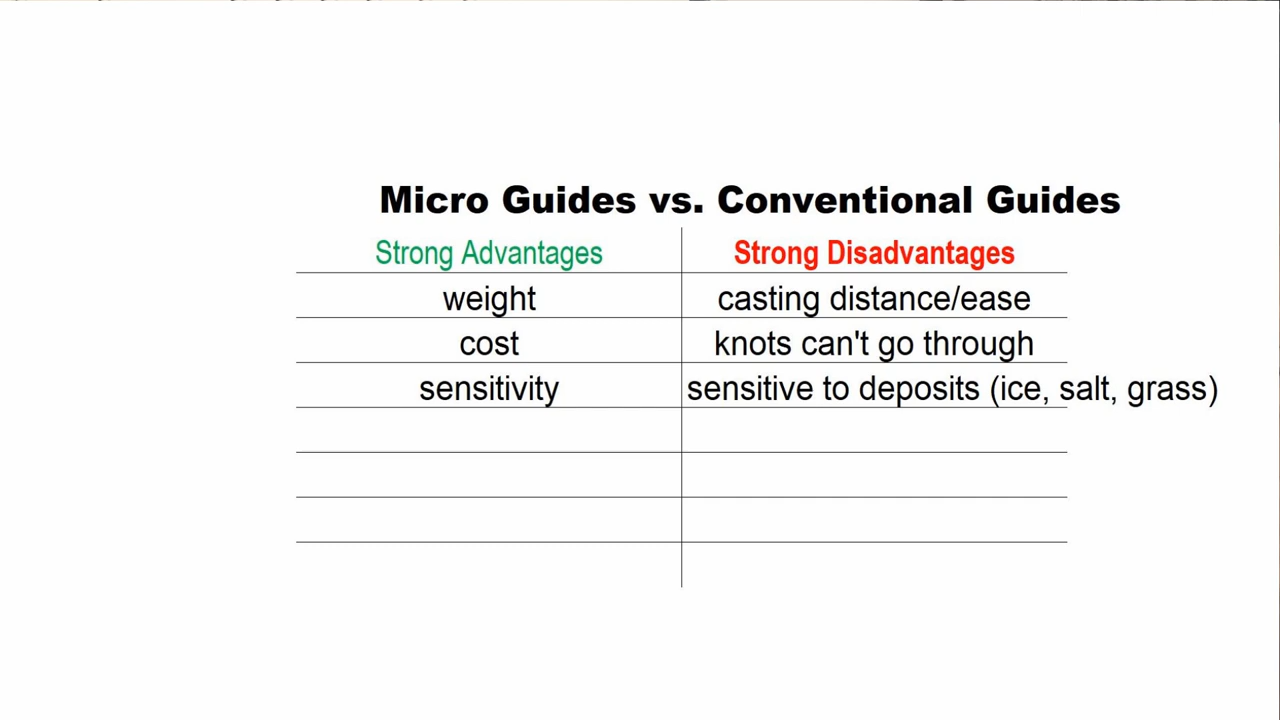 Micro Guides vs. Conventional Guides
Strong Advantages Strong Disadvantages
weight casting distance/ease
cost knots can't go through
sensitivity sensitive to deposits (ice, salt, grass)